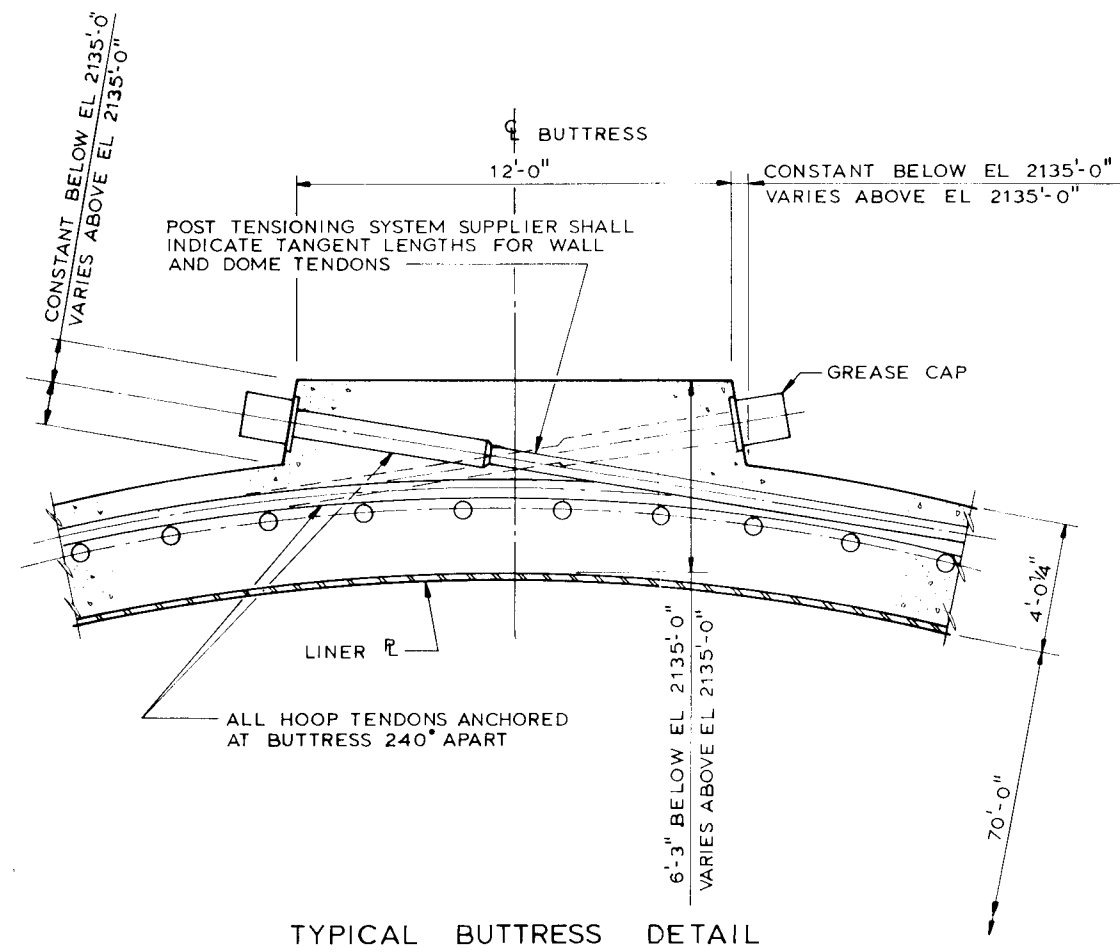 CONSTANT BELOW EL 2135'-0"
VARIES ABOVE EL 2135'-0"
℄ BUTTRESS
12'-0"
CONSTANT BELOW EL 2135'-0"
VARIES ABOVE EL 2135'-0"
POST TENSIONING SYSTEM SUPPLIER SHALL
INDICATE TANGENT LENGTHS FOR WALL
AND DOME TENDONS
GREASE CAP
LINER ⅊
ALL HOOP TENDONS ANCHORED
AT BUTTRESS 240° APART
6'-3" BELOW EL 2135'-0"
VARIES ABOVE EL 2135'-0"
4'-0¼"
70'-0"
TYPICAL BUTTRESS DETAIL